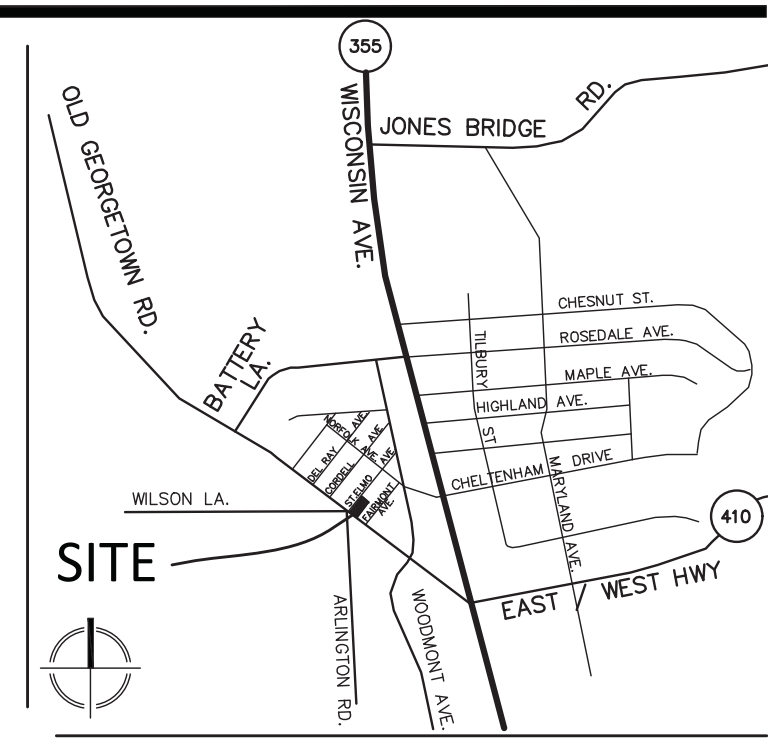 355
WISCONSIN AVE.
JONES BRIDGE
RD.
OLD GEORGETOWN RD.
BATTERY
LA.
CHESNUT ST.
ROSEDALE AVE.
TILBURY
ST
MAPLE AVE.
HIGHLAND AVE.
CHELTENHAM DRIVE
MARYLAND AVE.
NORFOLK AVE
DEL RAY AVE.
CORDELL AVE.
ST.ELMO AVE
FAIRMONT
AVE.
WILSON LA.
SITE
410
EAST WEST HWY
ARLINGTON RD.
WOODMONT AVE.